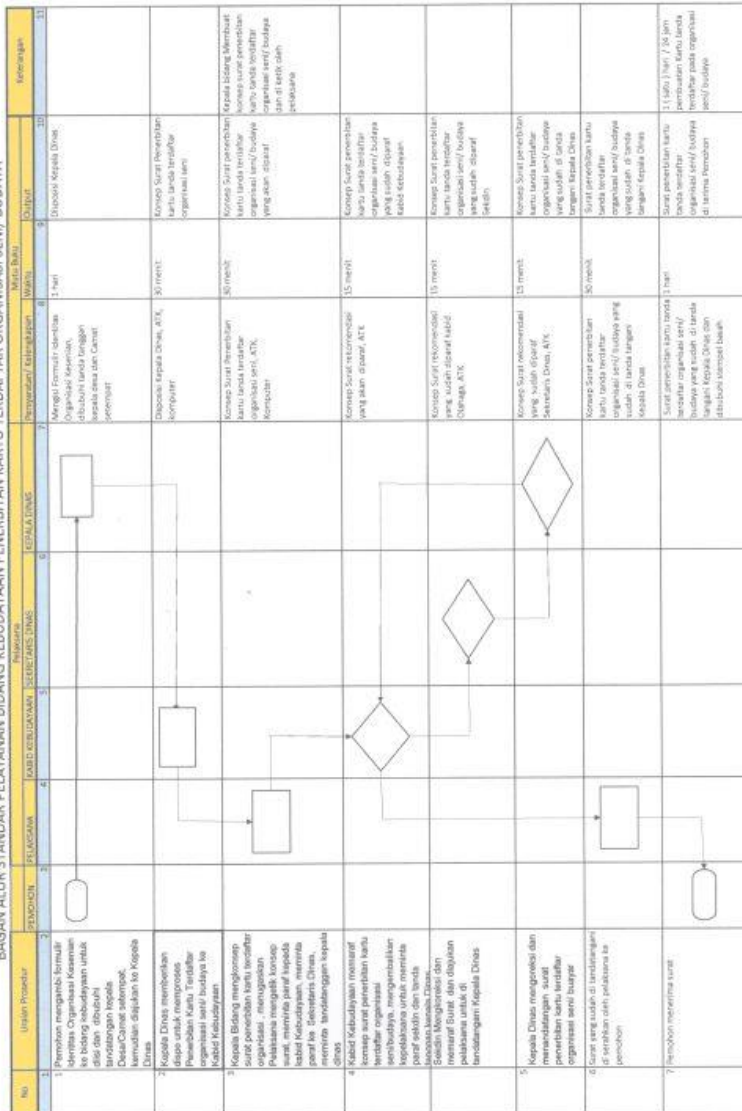 BAGAN ALUR STANDAR PELAYANAN BIDANG KEBUDAYAAN PENERBITAN KARTU TERDAFTAR ORGANISASI SENI/ BUDAYA
No
Uraian Prosedur
Pelaksana
Mutu Baku
Keterangan
PEMOHON
PELAKSANA
KABID KEBUDAYAAN
SEKRETARIS DINAS
KEPALA DINAS
Persyaratan/ Kelengkapan
Waktu
Output
1
2
3
4
5
6
7
8
9
10
11
1
Pemohon mengambi formulir
Identitas Organisasi Kesenian
ke bidang kebudayaan untuk
diisi dan dibubuhi
tandatangan kepala
Desa/Camat setempat,
kemudian diajukan ke Kepala
Dinas
Mengisi Formulir identitas
Organisasi Kesenian,
dibubuhi tanda tanggan
kepala desa dan Camat
setempat
1 hari
Disposisi Kepala Dinas
2
Kepala Dinas memberikan
dispo untuk memproses
Penerbitan Kartu Terdaftar
organisasi seni/ budaya ke
Kabid Kebudayaan
Disposisi Kepala Dinas, ATK,
komputer
30 menit
Konsep Surat Penerbitan
kartu tanda terdaftar
organisasi seni
3
Kepala Bidang mengkonsep
surat penerbitan kartu terdaftar
organisasi , menugaskan
Pelaksana mengetik konsep
surat, meminta paraf kepada
kabid Kebudayaan, meminta
paraf ke Sekretaris Dinas,
meminta tandatanggan kepala
dinas
Konsep Surat Penerbitan
kartu tanda terdaftar
organisasi seni, ATK,
Komputer
30 menit
Konsep Surat penerbitan
kartu tanda terdaftar
organisasi seni/ budaya
yang akan diparaf
Kepala bidang Membuat
konsep surat penerbitan
kartu tanda terdaftar
organisasi seni/ budaya
dan di ketik oleh
pelaksana
4
Kabid Kebudayaan memaraf
konsep surat penerbitan kartu
terdaftar organisasi
seni/budaya, mengembalikan
kepelaksana untuk meminta
paraf sekdin dan tanda
Konsep Surat rekomendasi
yang akan diparaf, ATK
15 menit
Konsep Surat penerbitan
kartu tanda terdaftar
organisasi seni/ budaya
yang sudah diparaf
Kabid Kebudayaan
Sekdin Mengkoreksi dan
memaraf Surat dan diajukan
pelaksana untuk di
tandatangani Kepala Dinas
Konsep Surat rekomendasi
yang sudah diparaf kabid
Olahaga, ATK
15 menit
Konsep Surat penerbitan
kartu tanda terdaftar
organisasi seni/ budaya
yang sudah diparaf
Sekdin
5
Kepala Dinas mengkoreksi dan
menandatangan surat
penerbitan kartu terdaftar
organisasi seni buayar
Konsep Surat rekomendasi
yang sudah diparaf
Sekretaris Dinas, ATK
15 menit
Konsep Surat penerbitan
kartu tanda terdaftar
organisasi seni/ budaya
yang sudah di tanda
tangani Kepala Dinas
6
Surat yang sudah di tandatangani
di serahkan oleh pelaksana ke
pemohon
Konsep Surat penerbitan
kartu tanda terdaftar
organisasi seni/ budaya yang
sudah di tanda tangani
Kepala Dinas
30 menit
Surat penerbitan kartu
tanda terdaftar
organisasi seni/ budaya
yang sudah di tanda
tangani Kepala Dinas
7
Pemohon menerima surat
Surat penerbitan kartu tanda
terdaftar organisasi seni/
budaya yang sudah di tanda
tangani Kepala Dinas dan
dibubuhi stempel basah
1 hari
Surat penerbitan kartu
tanda terdaftar
organisasi seni/ budaya
di terima Pemohon
1 ( satu ) hari / 24 jam
pembuatan Kartu tanda
terdaftar pada organisasi
seni/ budaya